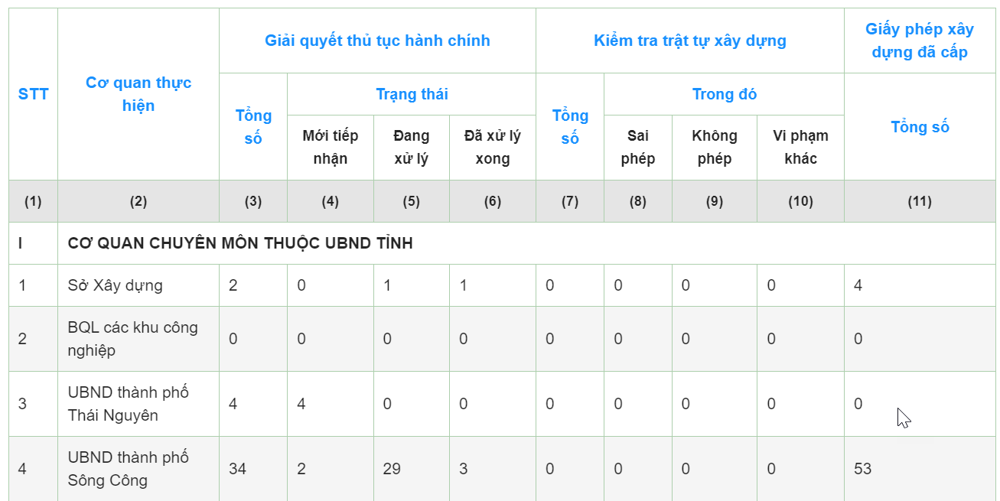 STT
Cơ quan thực
hiện
Giải quyết thủ tục hành chính
Kiểm tra trật tự xây dựng
Giấy phép xây
dựng đã cấp
Tổng
số
Trạng thái
Tổng
số
Trong đó
Tổng số
Mới tiếp
nhận
Đang
xử lý
Đã xử lý
xong
Sai
phép
Không
phép
Vi phạm
khác
(1) (2) (3) (4) (5) (6) (7) (8) (9) (10) (11)
I CƠ QUAN CHUYÊN MÔN THUỘC UBND TỈNH
1 Sở Xây dựng 2 0 1 1 0 0 0 0 4
2 BQL các khu công
nghiệp 0 0 0 0 0 0 0 0 0
3 UBND thành phố
Thái Nguyên 4 4 0 0 0 0 0 0 0
4 UBND thành phố
Sông Công 34 2 29 3 0 0 0 0 53